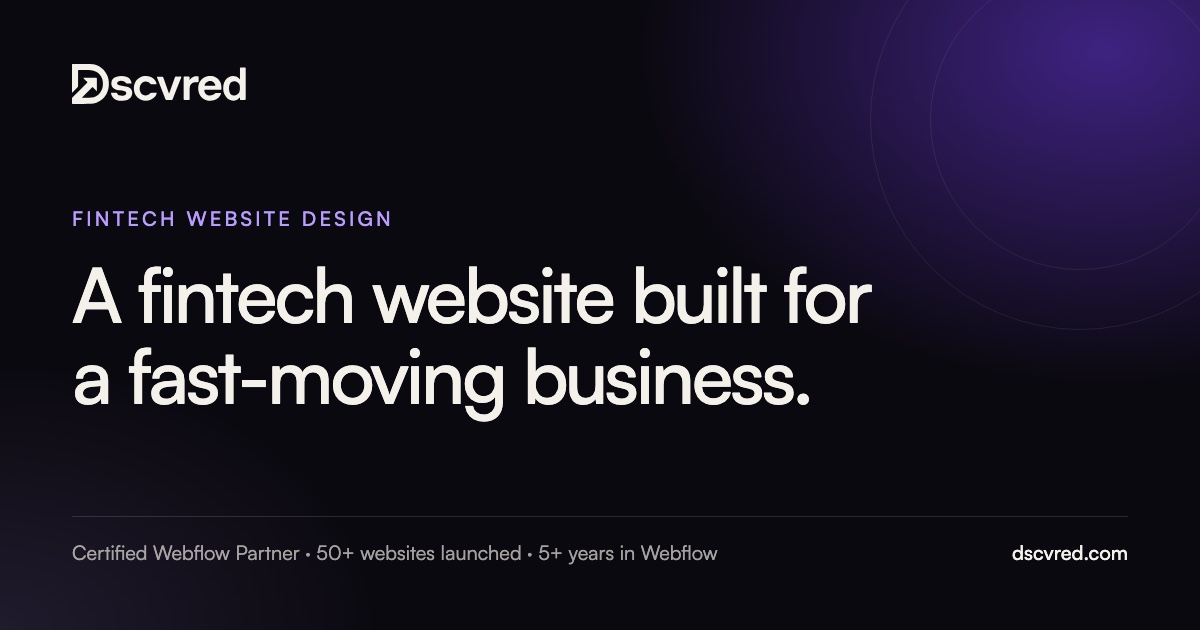 Dscvred
FINTECH WEBSITE DESIGN
A fintech website built for
a fast-moving business.
Certified Webflow Partner · 50+ websites launched · 5+ years in Webflow
dscvred.com